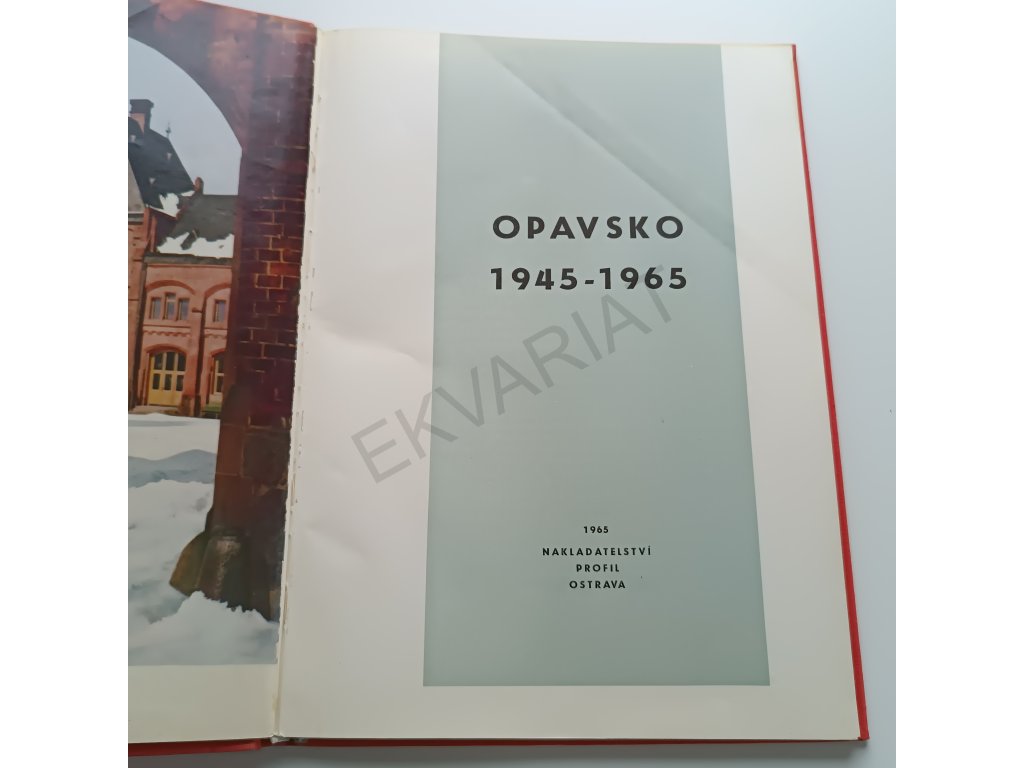 OPAVSKO
1945-1965
EKVARIAT
1965
NAKLADATELSTVÍ
PROFIL
OSTRAVA